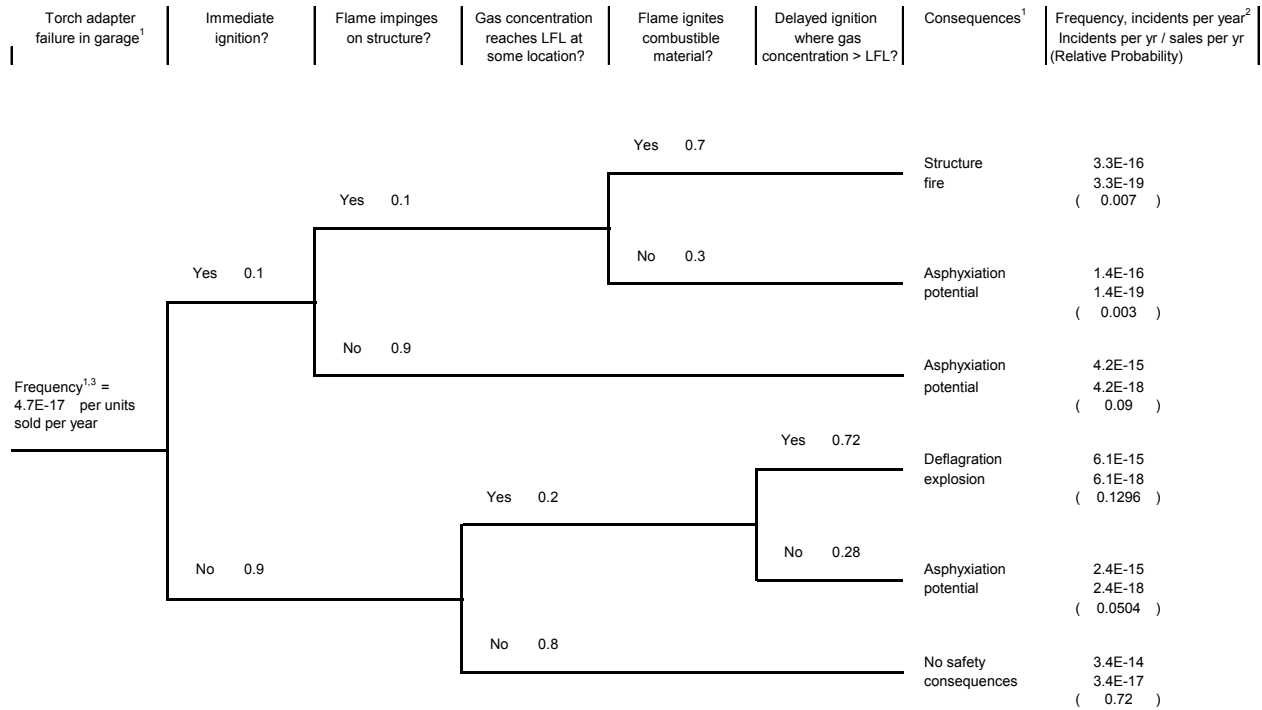 Torch adapter
failure in garage1
Immediate
ignition?
Flame impinges
on structure?
Gas concentration
reaches LFL at
some location?
Flame ignites
combustible
material?
Delayed ignition
where gas
concentration > LFL?
Consequences1
Frequency, incidents per year2
Incidents per yr / sales per yr
(Relative Probability)
Yes 0.7
Structure
fire
3.3E-16
3.3E-19
( 0.007 )
Yes 0.1
No 0.3
Yes 0.1
Asphyxiation
potential
1.4E-16
1.4E-19
( 0.003 )
No 0.9
Asphyxiation
potential
4.2E-15
4.2E-18
( 0.09 )
Frequency1,3 =
4.7E-17 per units
sold per year
Yes 0.72
Deflagration
explosion
6.1E-15
6.1E-18
( 0.1296 )
Yes 0.2
No 0.28
No 0.9
Asphyxiation
potential
2.4E-15
2.4E-18
( 0.0504 )
No 0.8
No safety
consequences
3.4E-14
3.4E-17
( 0.72 )